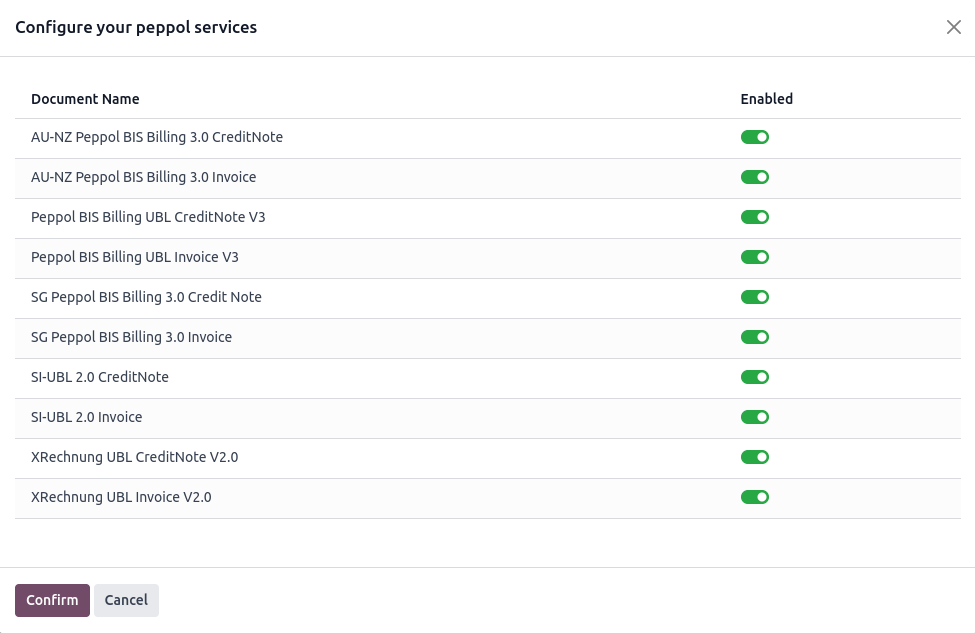 Configure your peppol services
Document Name Enabled
AU-NZ Peppol BIS Billing 3.0 CreditNote
AU-NZ Peppol BIS Billing 3.0 Invoice
Peppol BIS Billing UBL CreditNote V3
Peppol BIS Billing UBL Invoice V3
SG Peppol BIS Billing 3.0 Credit Note
SG Peppol BIS Billing 3.0 Invoice
SI-UBL 2.0 CreditNote
SI-UBL 2.0 Invoice
XRechnung UBL CreditNote V2.0
XRechnung UBL Invoice V2.0
Confirm Cancel